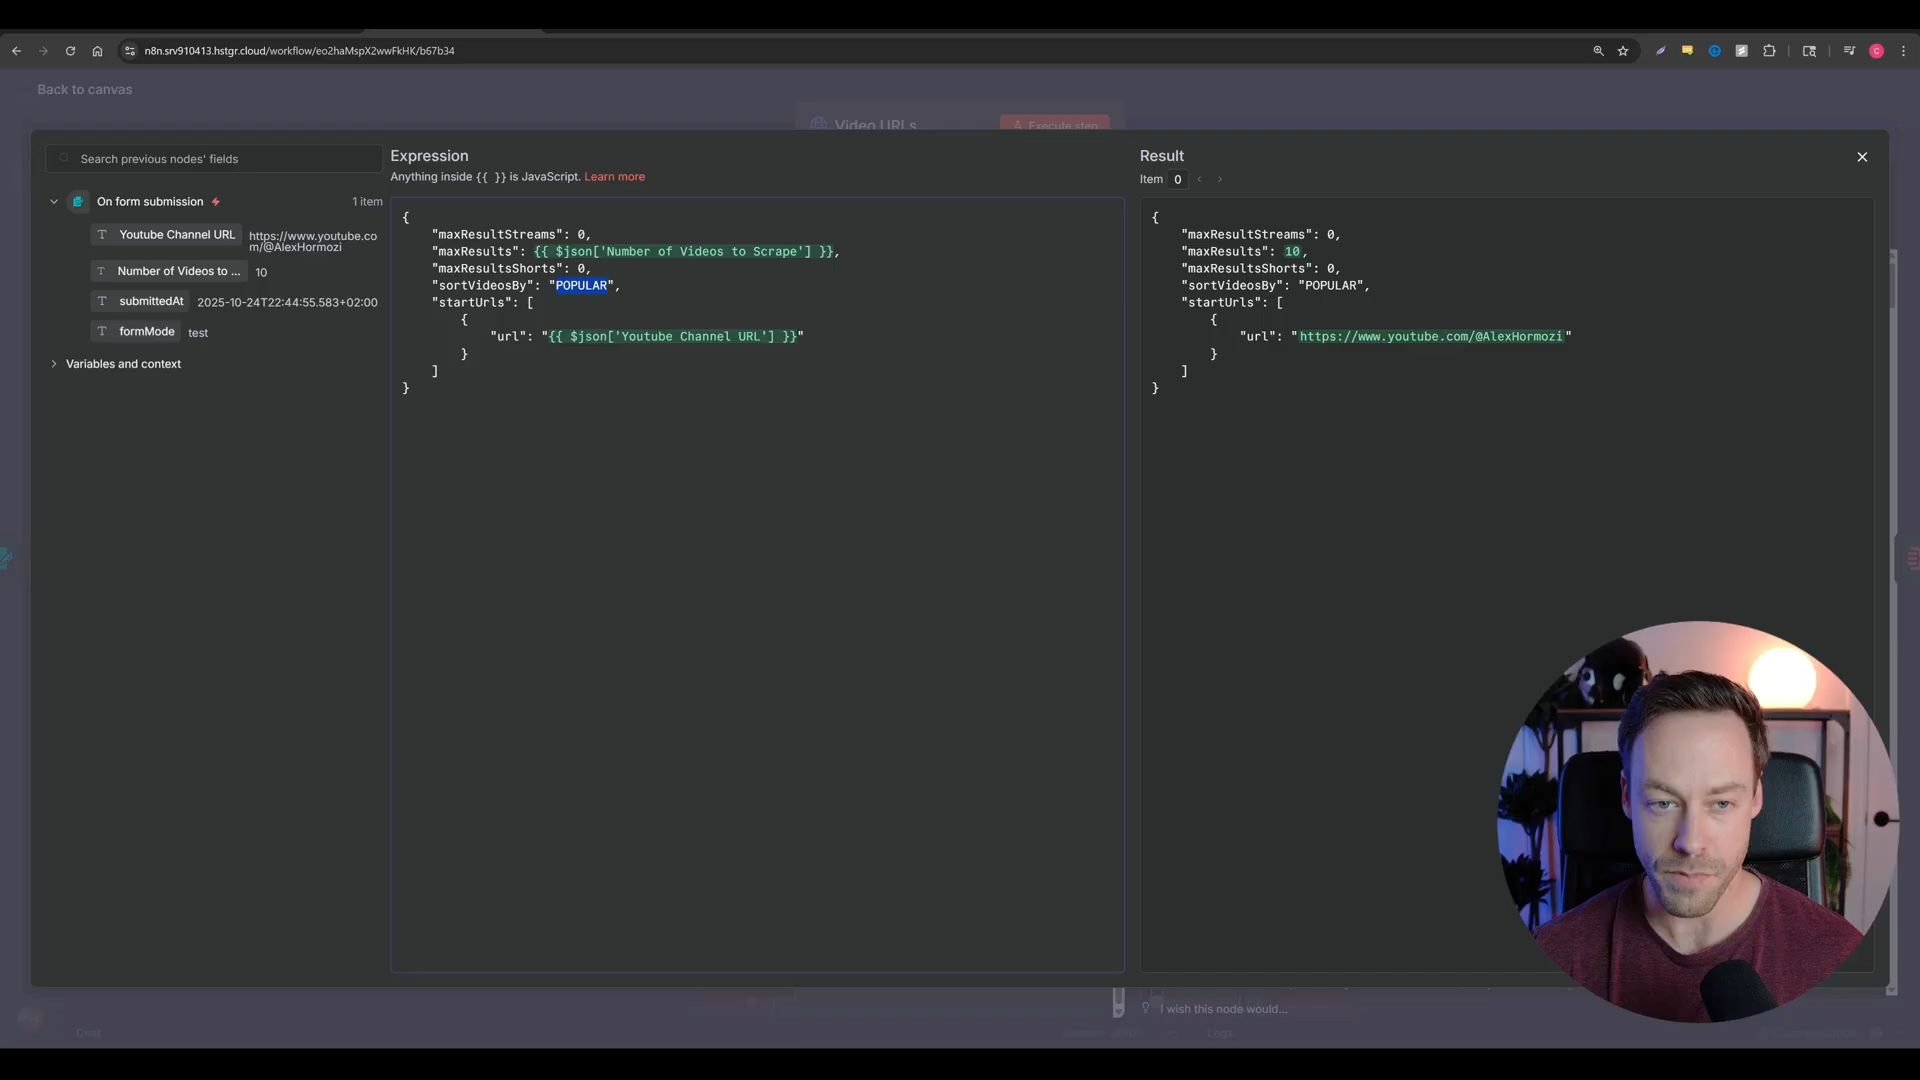 n8n.srv910413.hstgr.cloud/workflow/eo2haMspX2wwFkHK/b67b34
C
Back to canvas
Video URLs
Execute step
Search previous nodes' fields
On form submission
1 item
T Youtube Channel URL
https://www.youtube.co
m/@AlexHormozi
T Number of Videos to ...
10
T submittedAt
2025-10-24T22:44:55.583+02:00
T formMode
test
Variables and context
Expression
Anything inside {{ }} is JavaScript. Learn more
{
"maxResultStreams": 0,
"maxResults": {{ $json['Number of Videos to Scrape'] }},
"maxResultsShorts": 0,
"sortVideosBy": "POPULAR",
"startUrls": [
{
"url": "{{ $json['Youtube Channel URL'] }}"
}
]
}
Result
Item 0
{
"maxResultStreams": 0,
"maxResults": 10,
"maxResultsShorts": 0,
"sortVideosBy": "POPULAR",
"startUrls": [
{
"url": "https://www.youtube.com/@AlexHormozi"
}
]
}
I wish this node would...
Chat
Logs